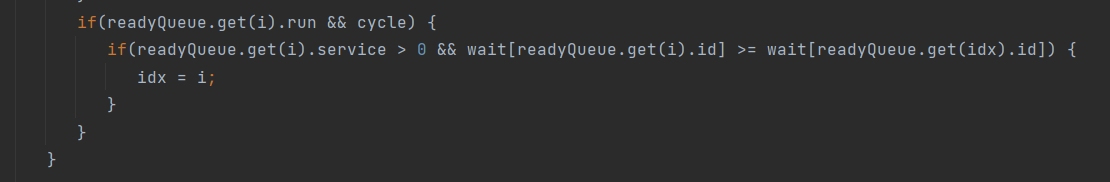 if(readyQueue.get(i).run && cycle) {
if(readyQueue.get(i).service > 0 && wait[readyQueue.get(i).id] >= wait[readyQueue.get(idx).id]) {
idx = i;
}
}
}